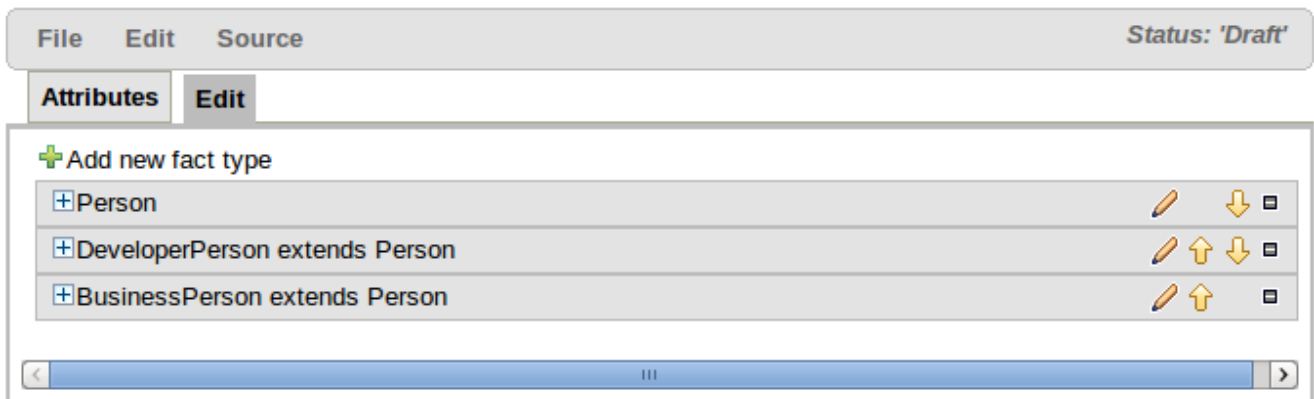 File Edit Source Status: 'Draft'
Attributes Edit
Add new fact type
Person
DeveloperPerson extends Person
BusinessPerson extends Person